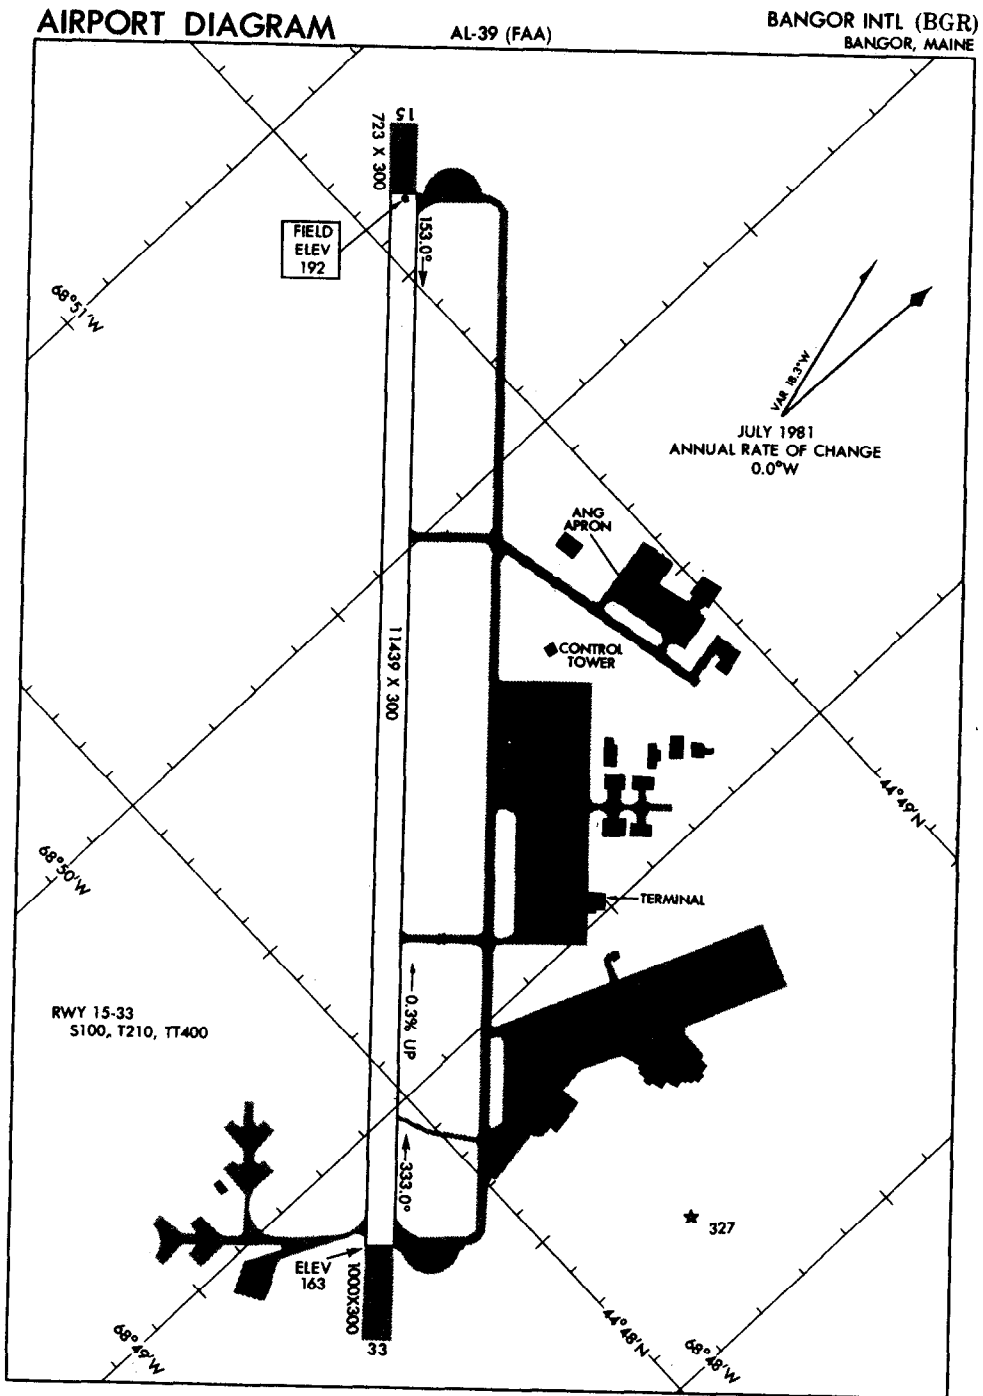 AIRPORT DIAGRAM
AL-39 (FAA)
BANGOR INTL (BGR)
BANGOR, MAINE
15
723 X 300
FIELD
ELEV
192
153.0°
68°51'W
VAR 18.3°W
JULY 1981
ANNUAL RATE OF CHANGE
0.0°W
ANG
APRON
CONTROL
TOWER
11439 X 300
44°49'N
68°50'W
TERMINAL
0.3% UP
RWY 15-33
S100, T210, TT400
333.0°
327
ELEV
163
1000X300
33
68°49'W
44°48'N
68°48'W